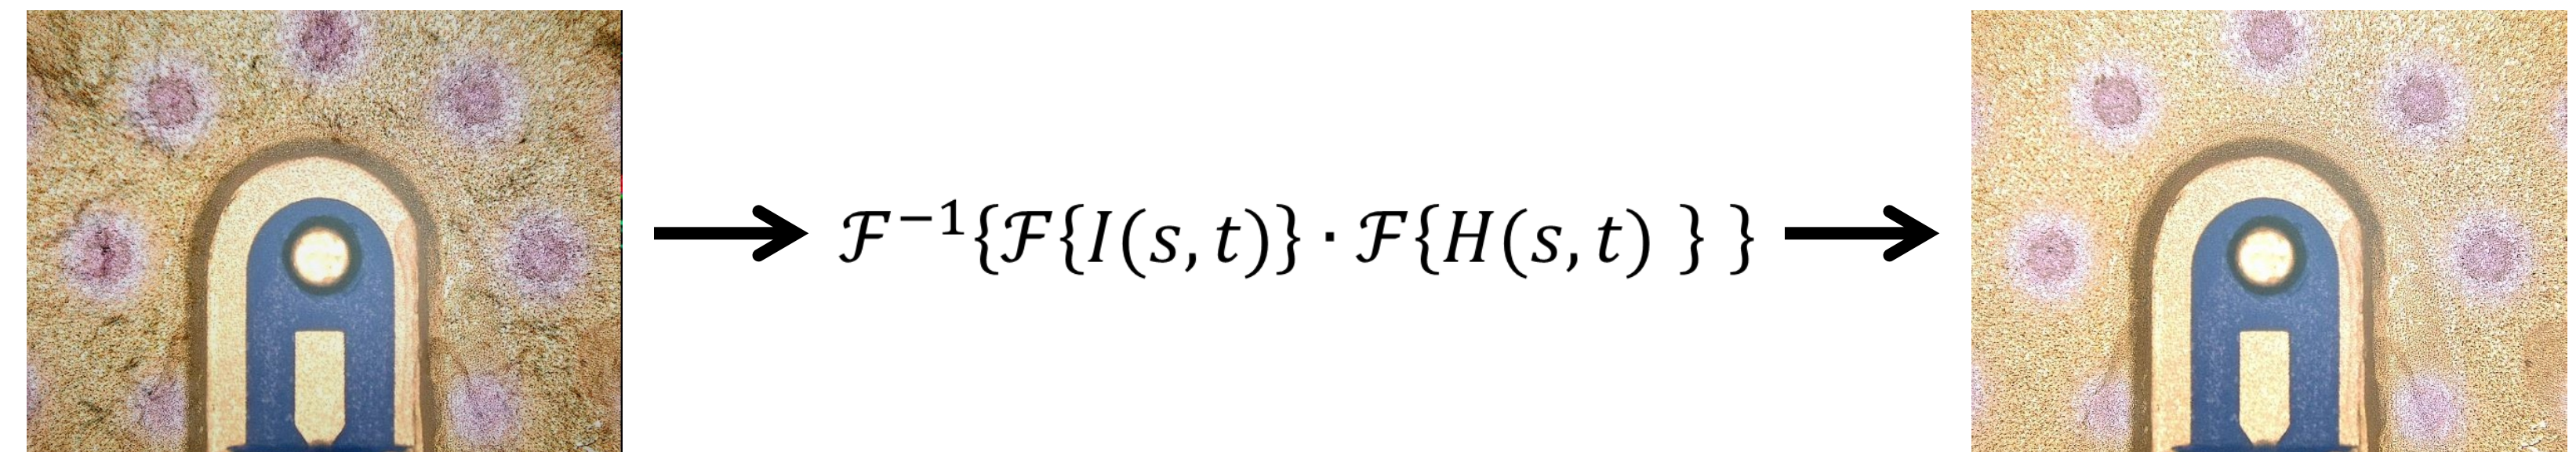 ℱ⁻¹{ℱ{I(s,t)} · ℱ{H(s,t) } }